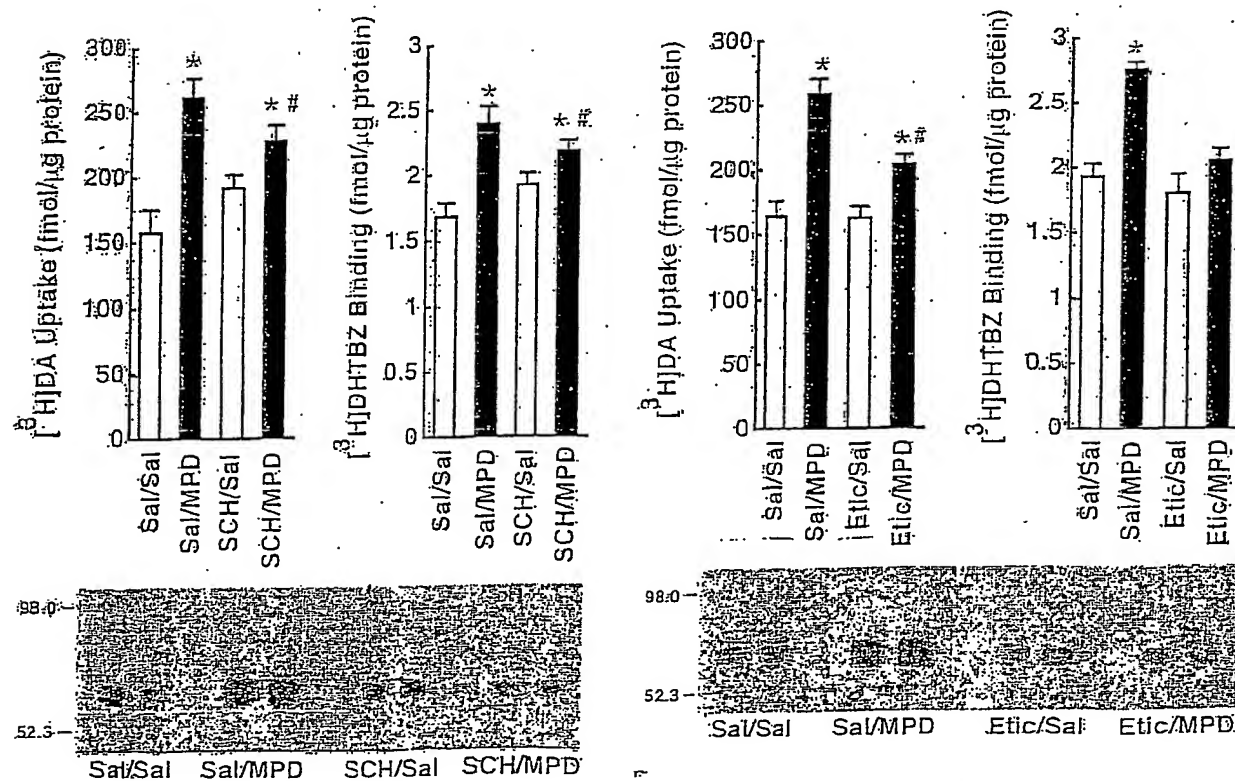 [³H]DA Uptake (fmol/µg protein)
300
250
200
150
100
50
0
*
* #
Sal/Sal
Sal/MPD
SCH/Sal
SCH/MPD
[³H]DHTBZ Binding (fmol/µg protein)
3
2.5
2
1.5
1
0.5
0
*
* #
Sal/Sal
Sal/MPD
SCH/Sal
SCH/MPD
[³H]DA Uptake (fmol/µg protein)
300
250
200
150
100
50
0
*
*#
Sal/Sal
Sal/MPD
Etic/Sal
Etic/MPD
[³H]DHTBZ Binding (fmol/µg protein)
3
2.5
2
1.5
1
0.5
0
*
Sal/Sal
Sal/MPD
Etic/Sal
Etic/MPD
98.0
52.3
Sal/Sal Sal/MPD SCH/Sal SCH/MPD
98.0
52.3
Sal/Sal Sal/MPD Etic/Sal Etic/MPD